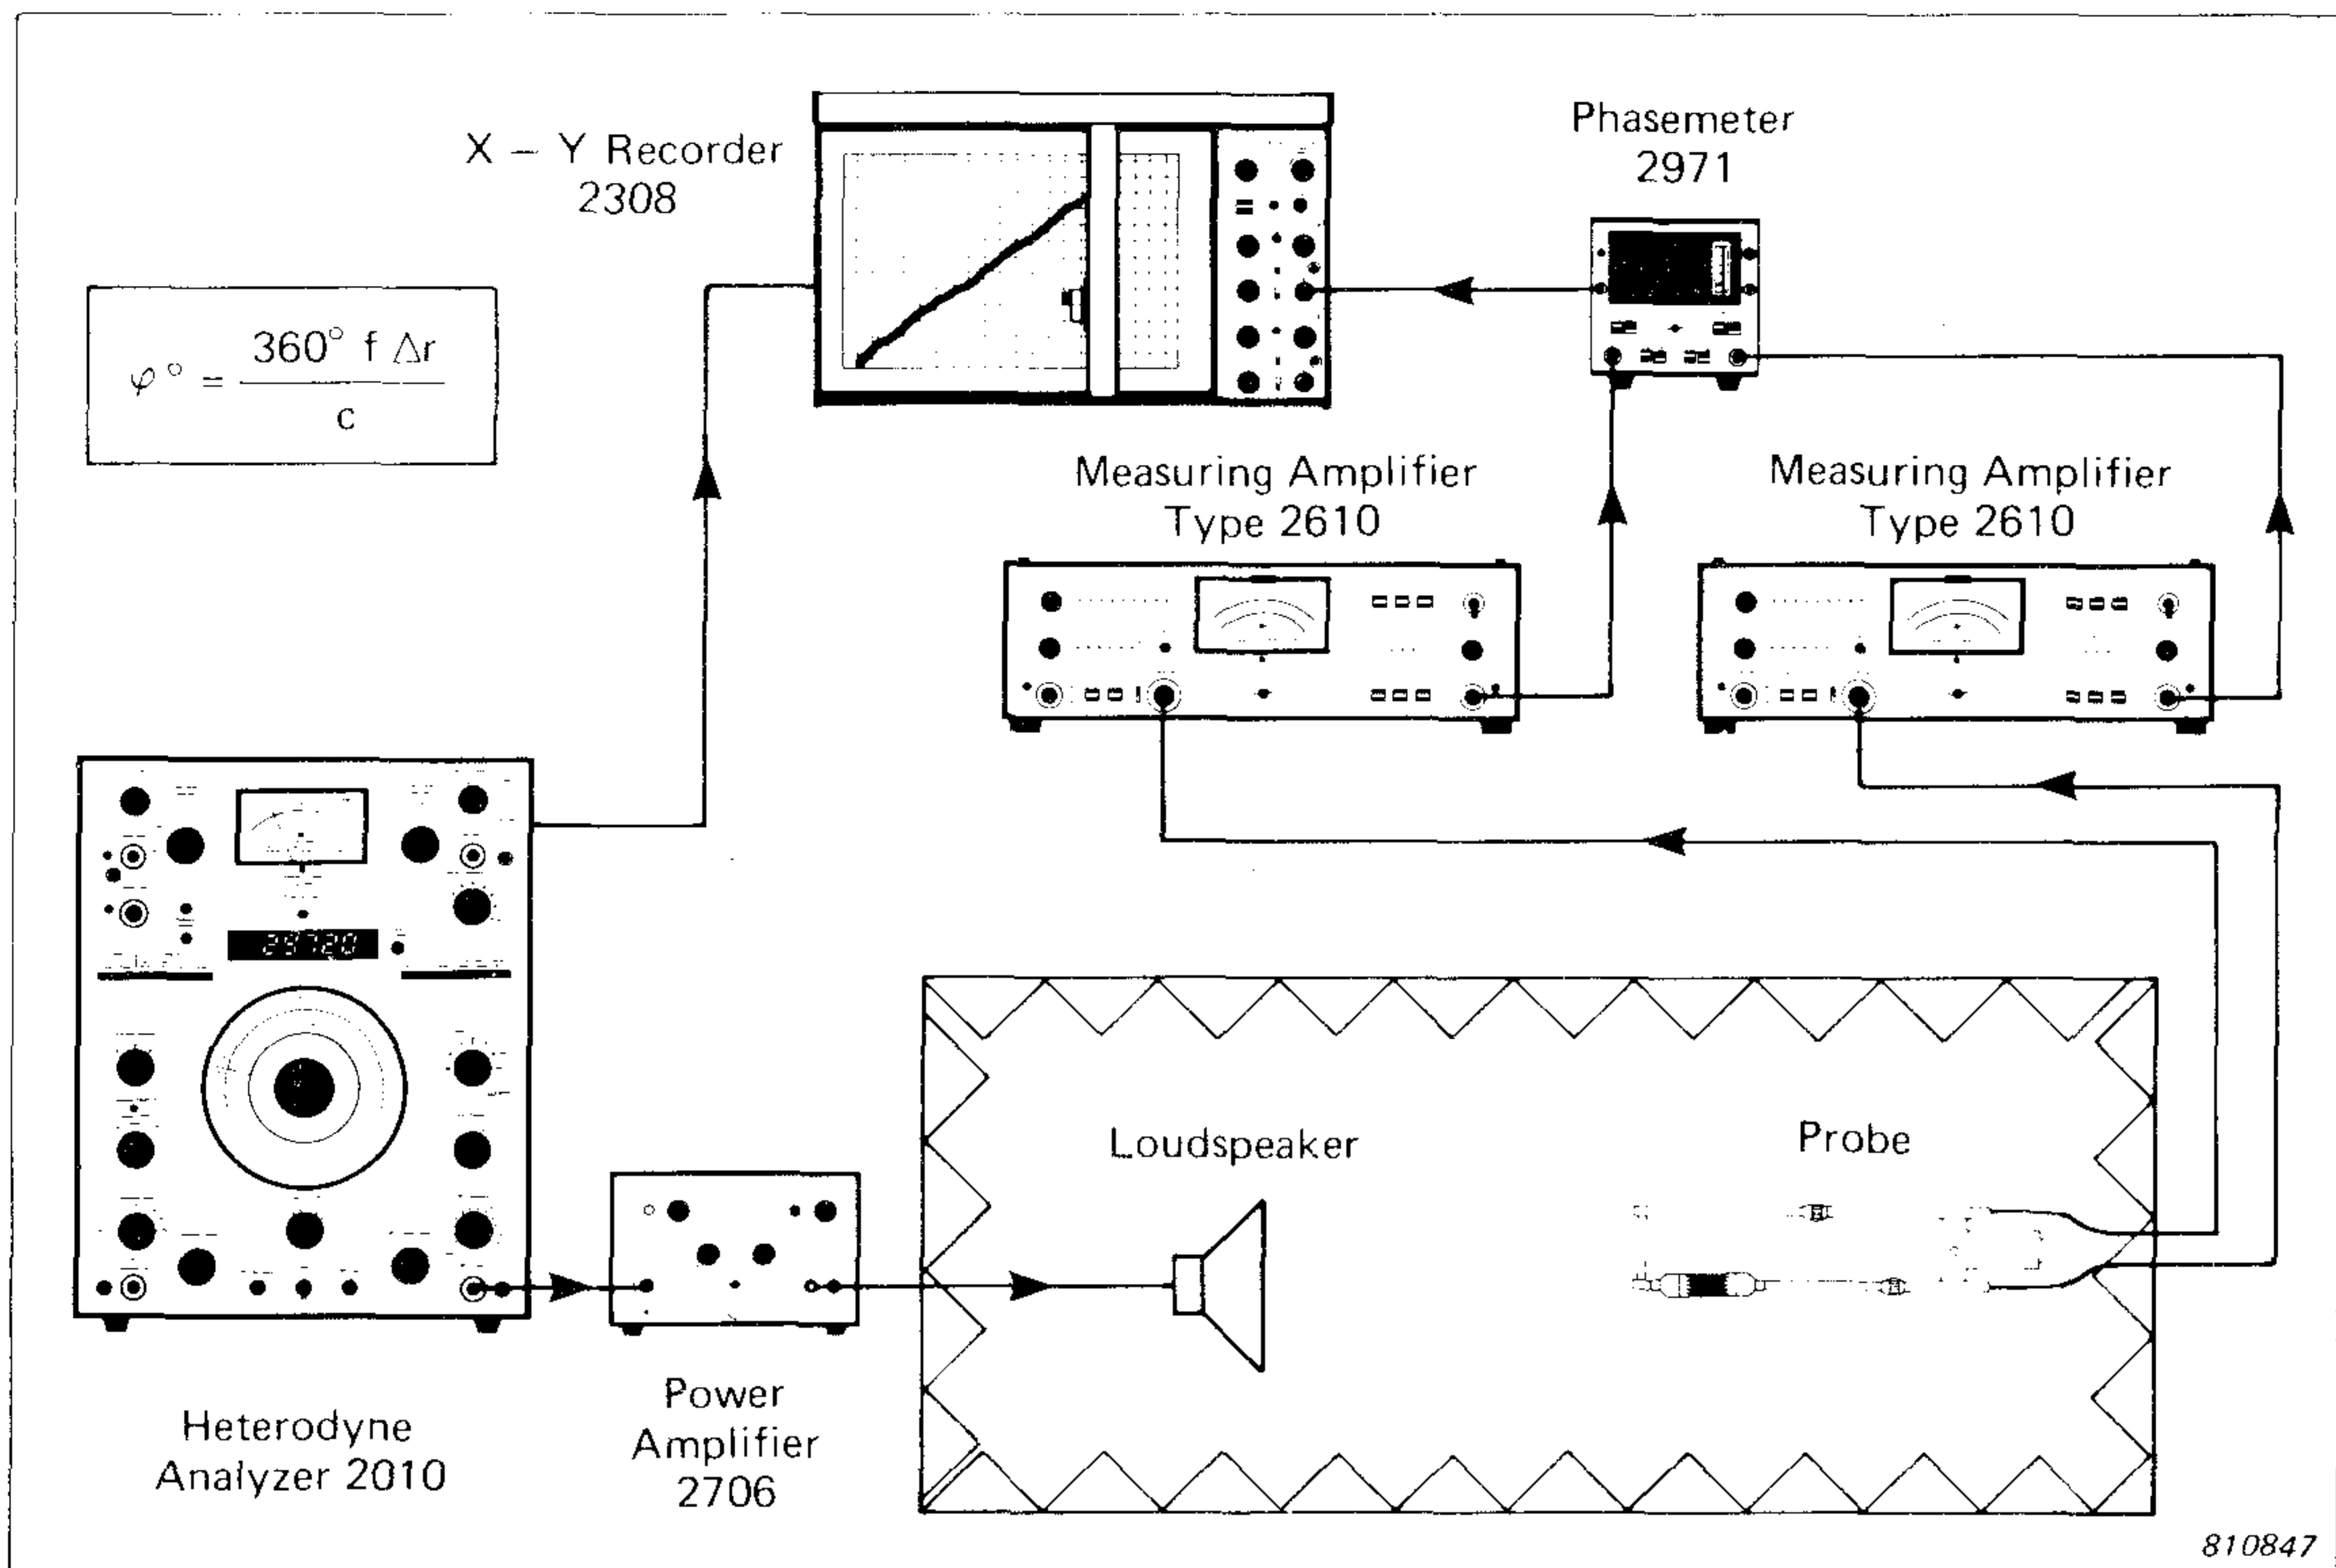 X – Y Recorder
2308
Phasemeter
2971
φ° = 360° f Δr / c
Measuring Amplifier
Type 2610
Measuring Amplifier
Type 2610
Loudspeaker
Probe
Heterodyne
Analyzer 2010
Power
Amplifier
2706
810847